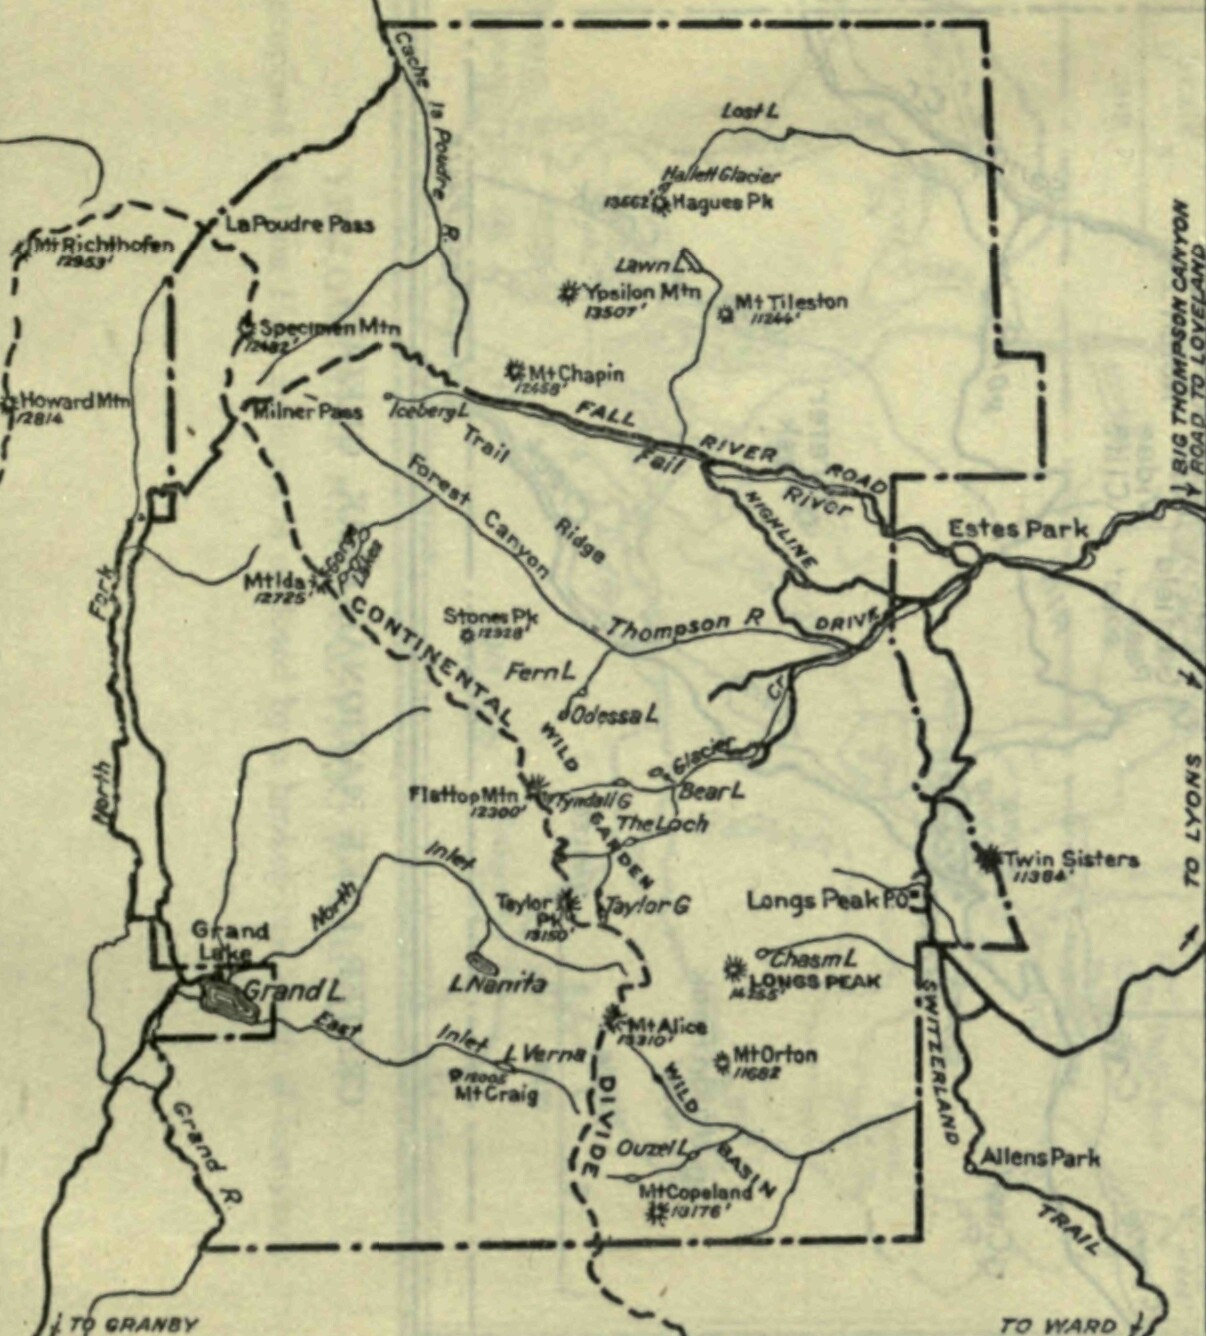 Cache la Poudre R.
Lost L
Hallett Glacier
13562' Hagues Pk
La Poudre Pass
Mt Richthofen
12953'
Lawn L
Ypsilon Mtn
13507'
Mt Tileston
11244'
Specimen Mtn
12482'
Mt Chapin
12458'
Howard Mtn
12814
Milner Pass
Iceberg L
FALL RIVER ROAD
Fall River
Trail Ridge
Forest Canyon
HIGHLINE DRIVE
Estes Park
BIG THOMPSON CANYON
ROAD TO LOVELAND
Gorge
Lakes
Mt Ida
12725'
North Fork
CONTINENTAL DIVIDE
Stones Pk
12928'
Thompson R
Fern L
Odessa L
WILD GARDEN
Glacier Cr
Flattop Mtn
12300'
Tyndall G
Bear L
The Loch
TO LYONS
Twin Sisters
11384'
North Inlet
Taylor
Pk
13150'
Taylor G
Longs Peak P.O.
Grand
Lake
Grand L
L Nanita
Chasm L
LONGS PEAK
14255'
East Inlet
L Verna
Mt Alice
13310'
Mt Orton
11682
Mt Craig
WILD BASIN
SWITZERLAND TRAIL
Grand R.
Ouzel L
Allens Park
Mt Copeland
13176'
TO GRANBY
TO WARD